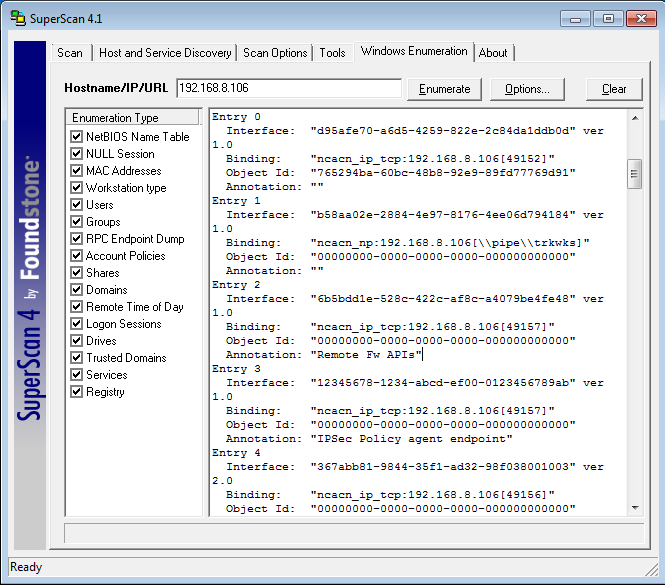 SuperScan 4.1
Scan
Host and Service Discovery
Scan Options
Tools
Windows Enumeration
About
Hostname/IP/URL
192.168.8.106
Enumerate
Options...
Clear
Enumeration Type
NetBIOS Name Table
NULL Session
MAC Addresses
Workstation type
Users
Groups
RPC Endpoint Dump
Account Policies
Shares
Domains
Remote Time of Day
Logon Sessions
Drives
Trusted Domains
Services
Registry
Entry 0
Interface: "d95afe70-a6d5-4259-822e-2c84da1ddb0d" ver
1.0
Binding: "ncacn_ip_tcp:192.168.8.106[49152]"
Object Id: "765294ba-60bc-48b8-92e9-89fd77769d91"
Annotation: ""
Entry 1
Interface: "b58aa02e-2884-4e97-8176-4ee06d794184" ver
1.0
Binding: "ncacn_np:192.168.8.106[\\pipe\\trkwks]"
Object Id: "00000000-0000-0000-0000-000000000000"
Annotation: ""
Entry 2
Interface: "6b5bdd1e-528c-422c-af8c-a4079be4fe48" ver
1.0
Binding: "ncacn_ip_tcp:192.168.8.106[49157]"
Object Id: "00000000-0000-0000-0000-000000000000"
Annotation: "Remote Fw APIs"
Entry 3
Interface: "12345678-1234-abcd-ef00-0123456789ab" ver
1.0
Binding: "ncacn_ip_tcp:192.168.8.106[49157]"
Object Id: "00000000-0000-0000-0000-000000000000"
Annotation: "IPSec Policy agent endpoint"
Entry 4
Interface: "367abb81-9844-35f1-ad32-98f038001003" ver
2.0
Binding: "ncacn_ip_tcp:192.168.8.106[49156]"
Object Id: "00000000-0000-0000-0000-000000000000"
SuperScan 4 by Foundstone
Ready